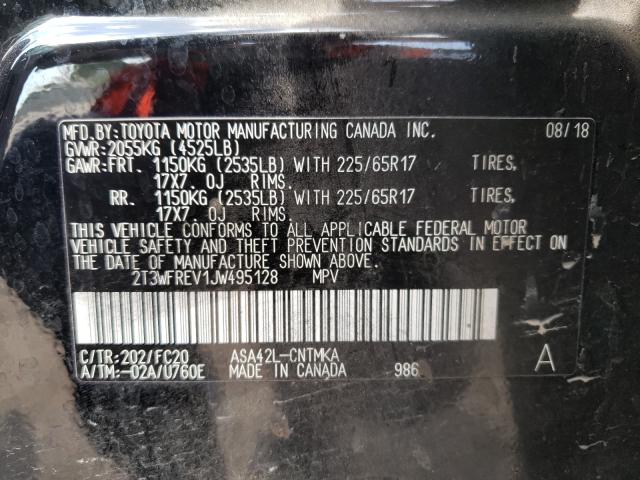 MFD.BY:TOYOTA MOTOR MANUFACTURING CANADA INC. 08/18
GVWR:2055KG (4525LB)
GAWR:FRT. 1150KG (2535LB) WITH 225/65R17 TIRES,
17X7. 0J RIMS.
RR. 1150KG (2535LB) WITH 225/65R17 TIRES,
17X7. 0J RIMS.
THIS VEHICLE CONFORMS TO ALL APPLICABLE FEDERAL MOTOR
VEHICLE SAFETY AND THEFT PREVENTION STANDARDS IN EFFECT ON
THE DATE OF MANUFACTURE SHOWN ABOVE.
2T3WFREV1JW495128 MPV
C/TR:202/FC20 ASA42L-CNTMKA
A/TM:-02A/U760E MADE IN CANADA 986 A